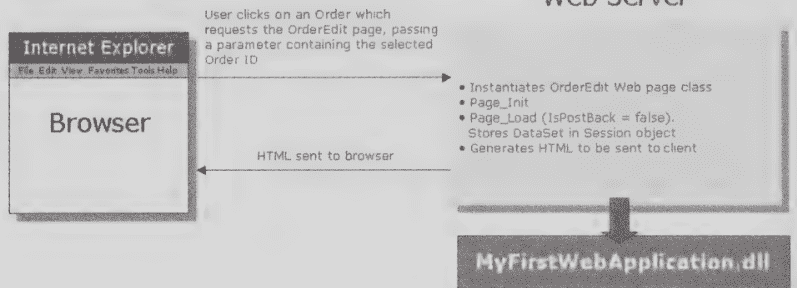 Web Server
User clicks on an Order which
requests the OrderEdit page, passing
a parameter containing the selected
Order ID
Internet Explorer
File Edit View Favorites Tools Help
Browser
• Instantiates OrderEdit Web page class
• Page_Init
• Page_Load (IsPostBack = false).
Stores DataSet in Session object
• Generates HTML to be sent to client
HTML sent to browser
MyFirstWebApplication.dll